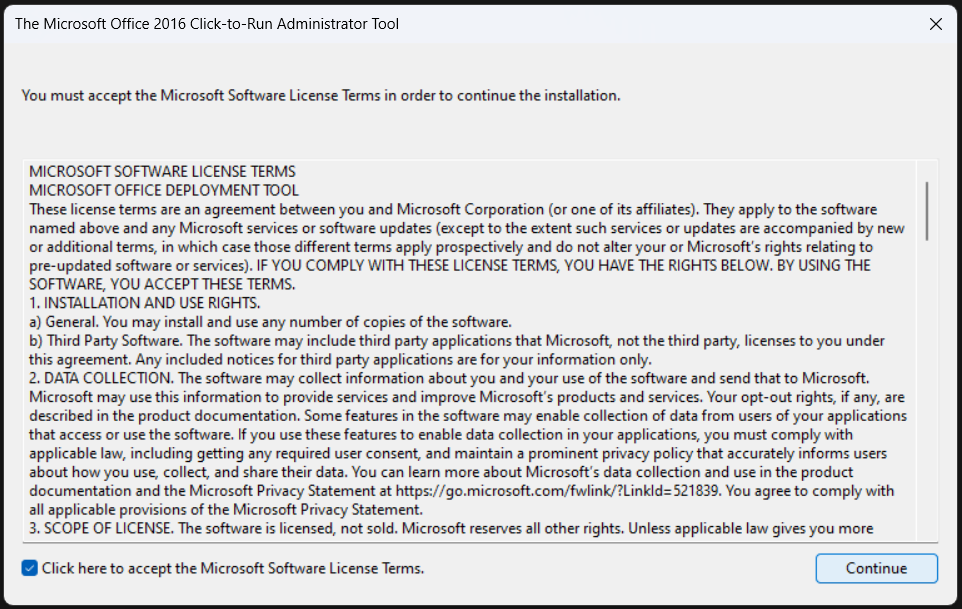 The Microsoft Office 2016 Click-to-Run Administrator Tool
You must accept the Microsoft Software License Terms in order to continue the installation.
MICROSOFT SOFTWARE LICENSE TERMS
MICROSOFT OFFICE DEPLOYMENT TOOL
These license terms are an agreement between you and Microsoft Corporation (or one of its affiliates). They apply to the software
named above and any Microsoft services or software updates (except to the extent such services or updates are accompanied by new
or additional terms, in which case those different terms apply prospectively and do not alter your or Microsoft’s rights relating to
pre-updated software or services). IF YOU COMPLY WITH THESE LICENSE TERMS, YOU HAVE THE RIGHTS BELOW. BY USING THE
SOFTWARE, YOU ACCEPT THESE TERMS.
1. INSTALLATION AND USE RIGHTS.
a) General. You may install and use any number of copies of the software.
b) Third Party Software. The software may include third party applications that Microsoft, not the third party, licenses to you under
this agreement. Any included notices for third party applications are for your information only.
2. DATA COLLECTION. The software may collect information about you and your use of the software and send that to Microsoft.
Microsoft may use this information to provide services and improve Microsoft’s products and services. Your opt-out rights, if any, are
described in the product documentation. Some features in the software may enable collection of data from users of your applications
that access or use the software. If you use these features to enable data collection in your applications, you must comply with
applicable law, including getting any required user consent, and maintain a prominent privacy policy that accurately informs users
about how you use, collect, and share their data. You can learn more about Microsoft’s data collection and use in the product
documentation and the Microsoft Privacy Statement at https://go.microsoft.com/fwlink/?LinkId=521839. You agree to comply with
all applicable provisions of the Microsoft Privacy Statement.
3. SCOPE OF LICENSE. The software is licensed, not sold. Microsoft reserves all other rights. Unless applicable law gives you more
Click here to accept the Microsoft Software License Terms.
Continue